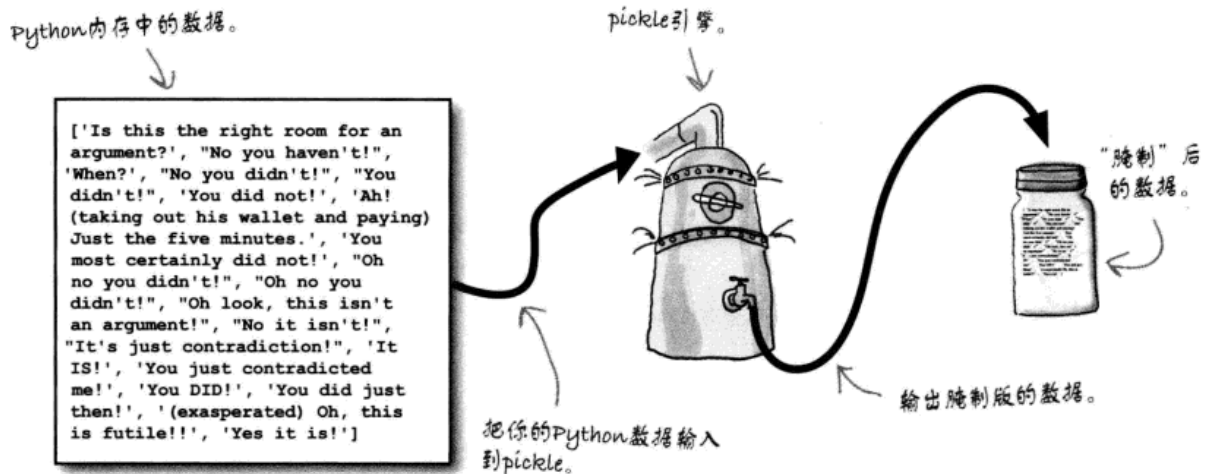 Python内存中的数据。
pickle引擎。
['Is this the right room for an
argument?', "No you haven't!",
'When?', "No you didn't!", "You
didn't!", 'You did not!', 'Ah!
(taking out his wallet and paying)
Just the five minutes.', 'You
most certainly did not!', "Oh
no you didn't!", "Oh no you
didn't!", "Oh look, this isn't
an argument!", "No it isn't!",
"It's just contradiction!", 'It
IS!', 'You just contradicted
me!', 'You DID!', 'You did just
then!', '(exasperated) Oh, this
is futile!!', 'Yes it is!']
“腌制”后
的数据。
把你的Python数据输入
到pickle。
输出腌制版的数据。